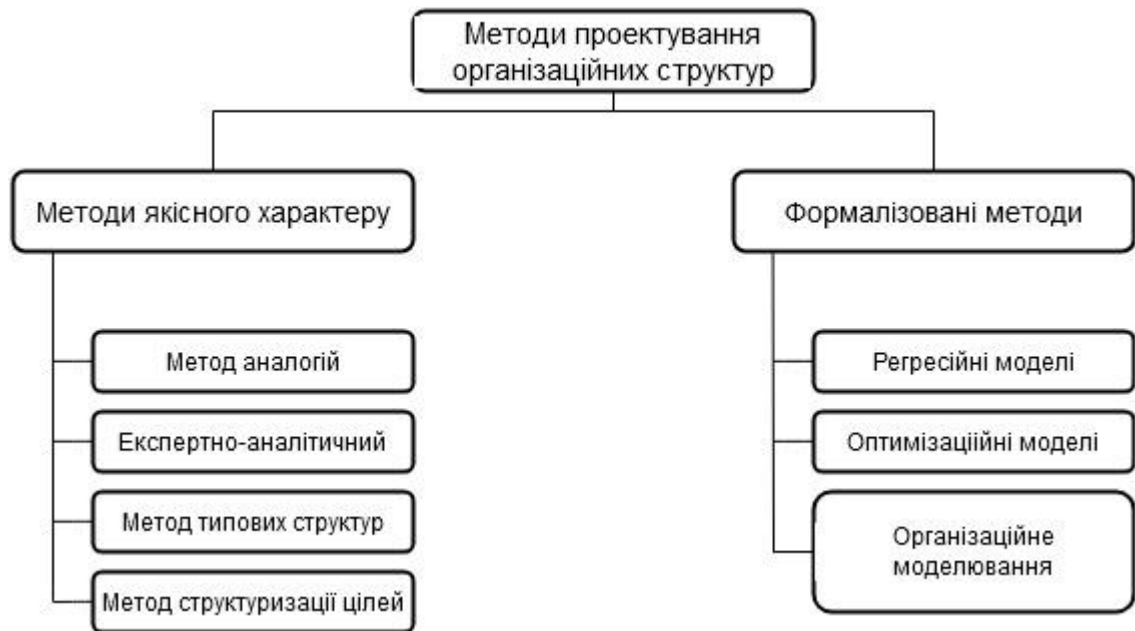 Методи проектування
організаційних структур
Методи якісного характеру
Формалізовані методи
Метод аналогій
Експертно-аналітичний
Метод типових структур
Метод структуризації цілей
Регресійні моделі
Оптимізаціійні моделі
Організаційне
моделювання